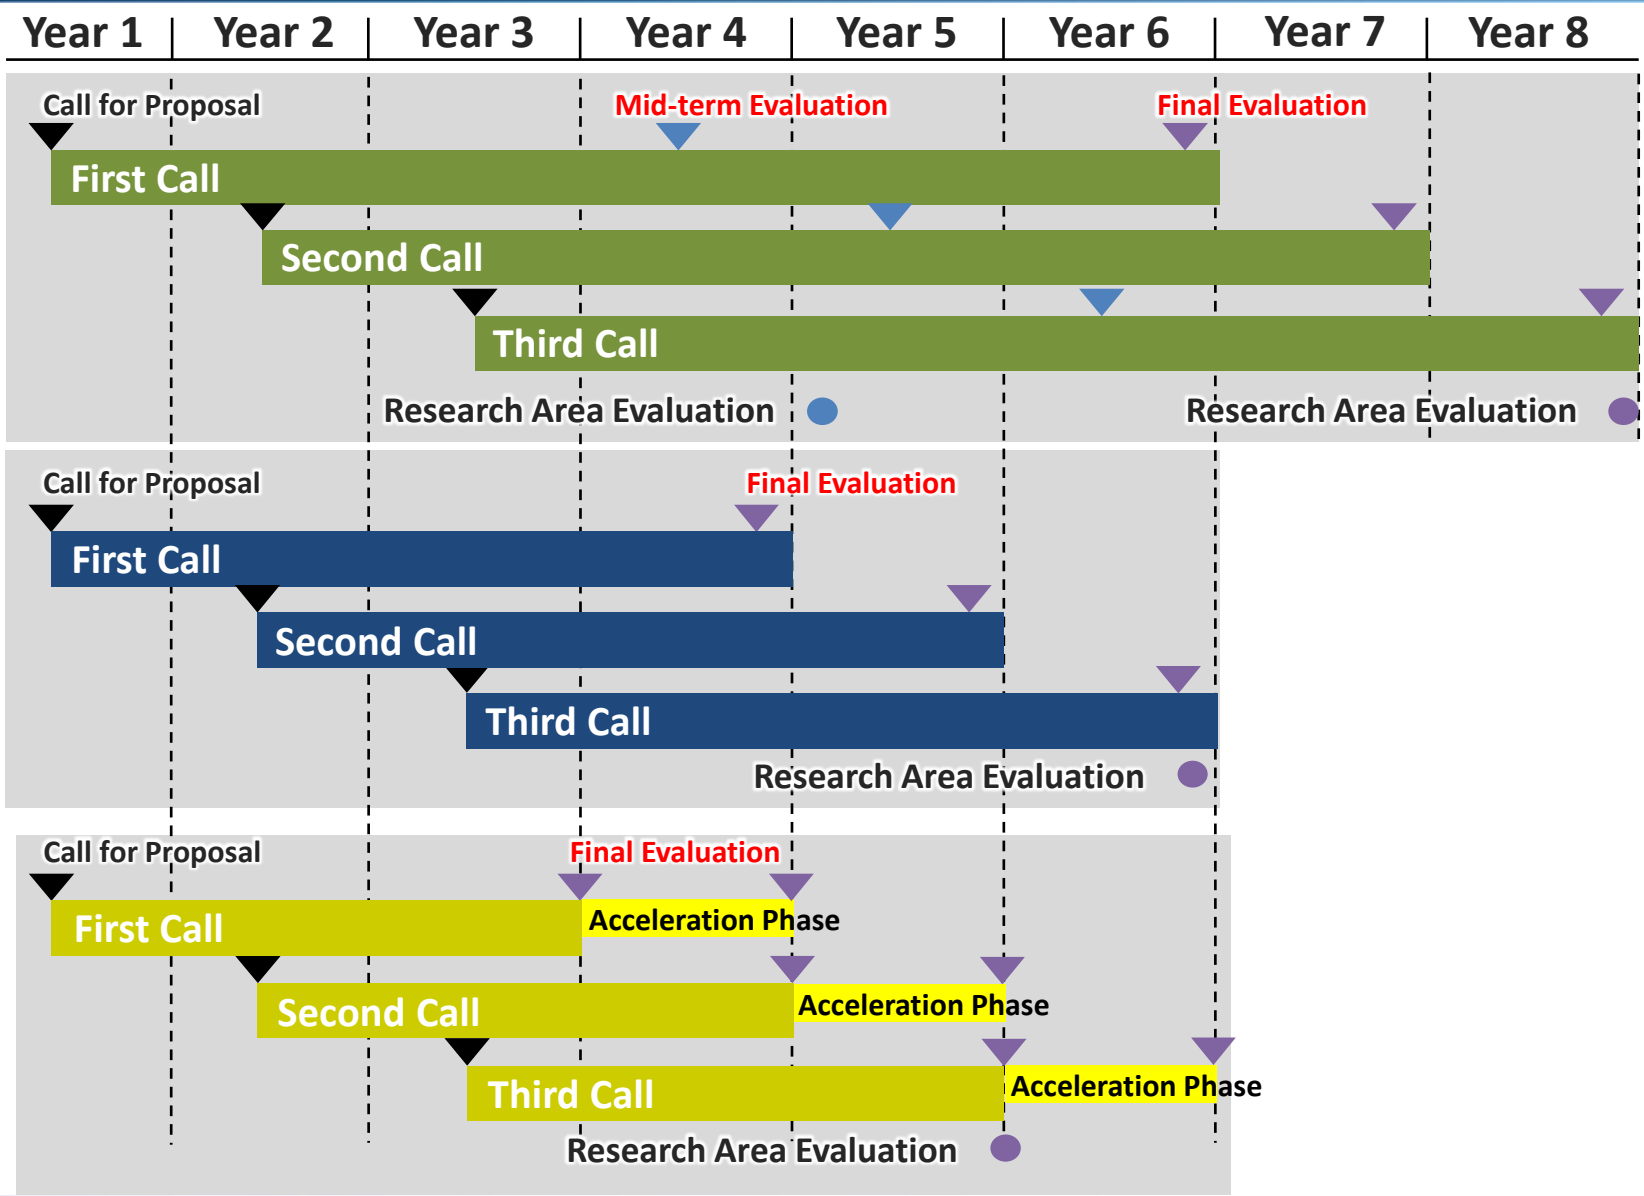 Year 1 Year 2 Year 3 Year 4 Year 5 Year 6 Year 7 Year 8
Call for Proposal Mid-term Evaluation Final Evaluation
First Call
Second Call
Third Call
Research Area Evaluation Research Area Evaluation
Call for Proposal Final Evaluation
First Call
Second Call
Third Call
Research Area Evaluation
Call for Proposal Final Evaluation
First Call Acceleration Phase
Second Call Acceleration Phase
Third Call Acceleration Phase
Research Area Evaluation